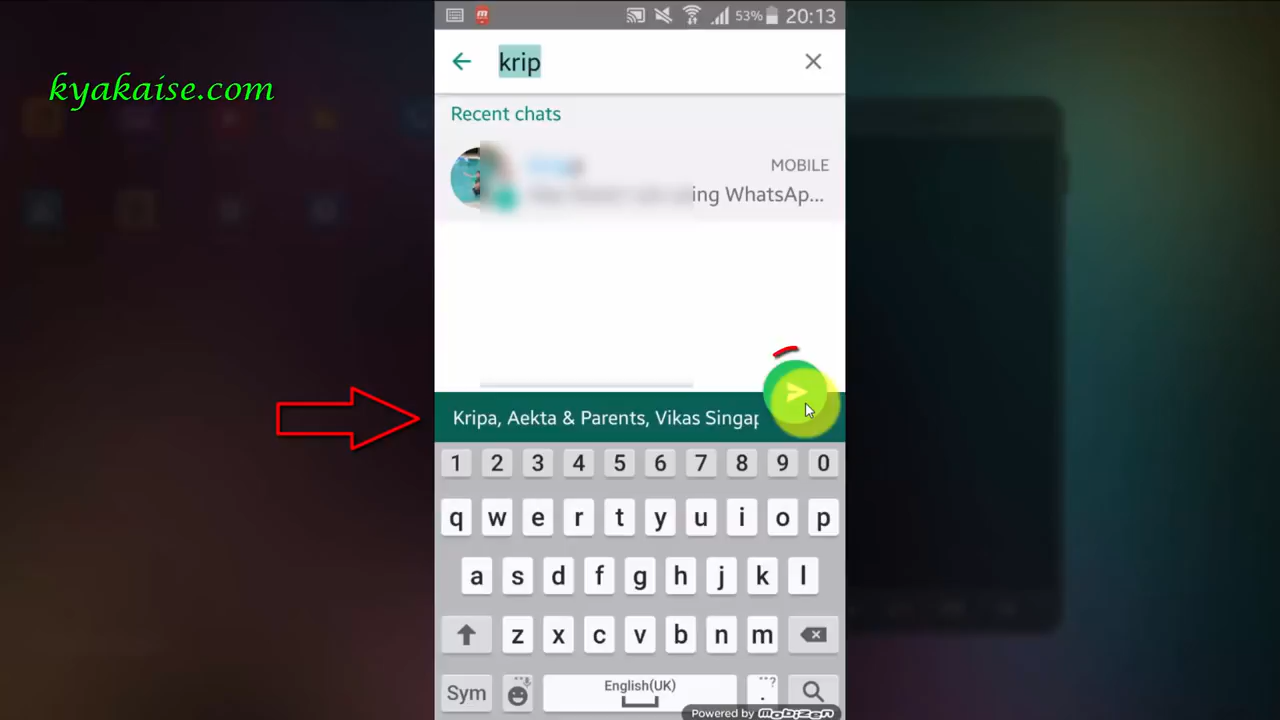 53% 20:13
kyakaise.com
krip
Recent chats
MOBILE
ing WhatsAp...
Kripa, Aekta & Parents, Vikas Singap
1 2 3 4 5 6 7 8 9 0
q w e r t y u i o p
a s d f g h j k l
z x c v b n m
Sym English(UK) . ?
Powered by mobizen